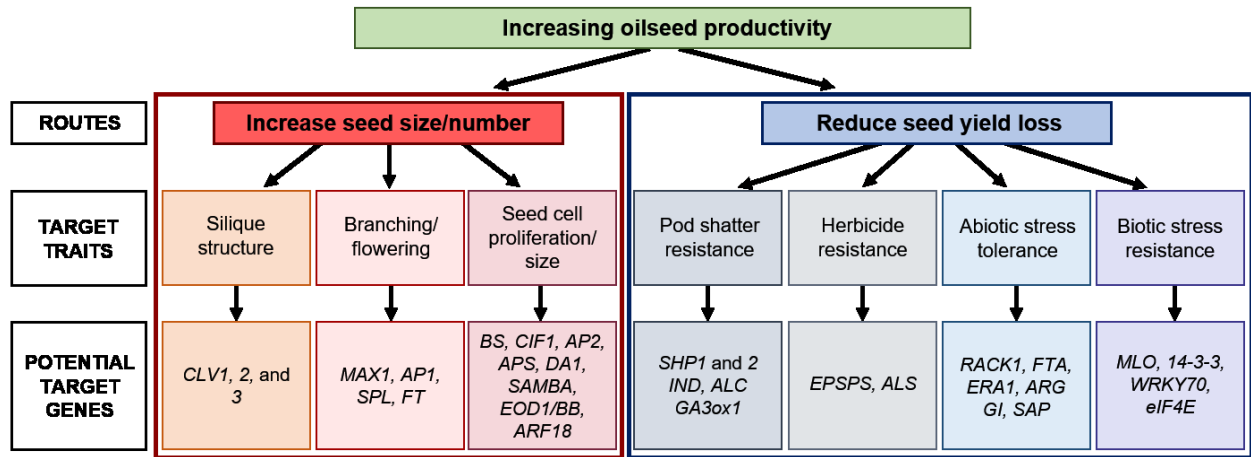 Increasing oilseed productivity
ROUTES
Increase seed size/number
Reduce seed yield loss
TARGET
TRAITS
Silique
structure
Branching/
flowering
Seed cell
proliferation/
size
Pod shatter
resistance
Herbicide
resistance
Abiotic stress
tolerance
Biotic stress
resistance
POTENTIAL
TARGET
GENES
CLV1, 2, and
3
MAX1, AP1,
SPL, FT
BS, CIF1, AP2,
APS, DA1,
SAMBA,
EOD1/BB,
ARF18
SHP1 and 2
IND, ALC
GA3ox1
EPSPS, ALS
RACK1, FTA,
ERA1, ARG
GI, SAP
MLO, 14-3-3,
WRKY70,
eIF4E